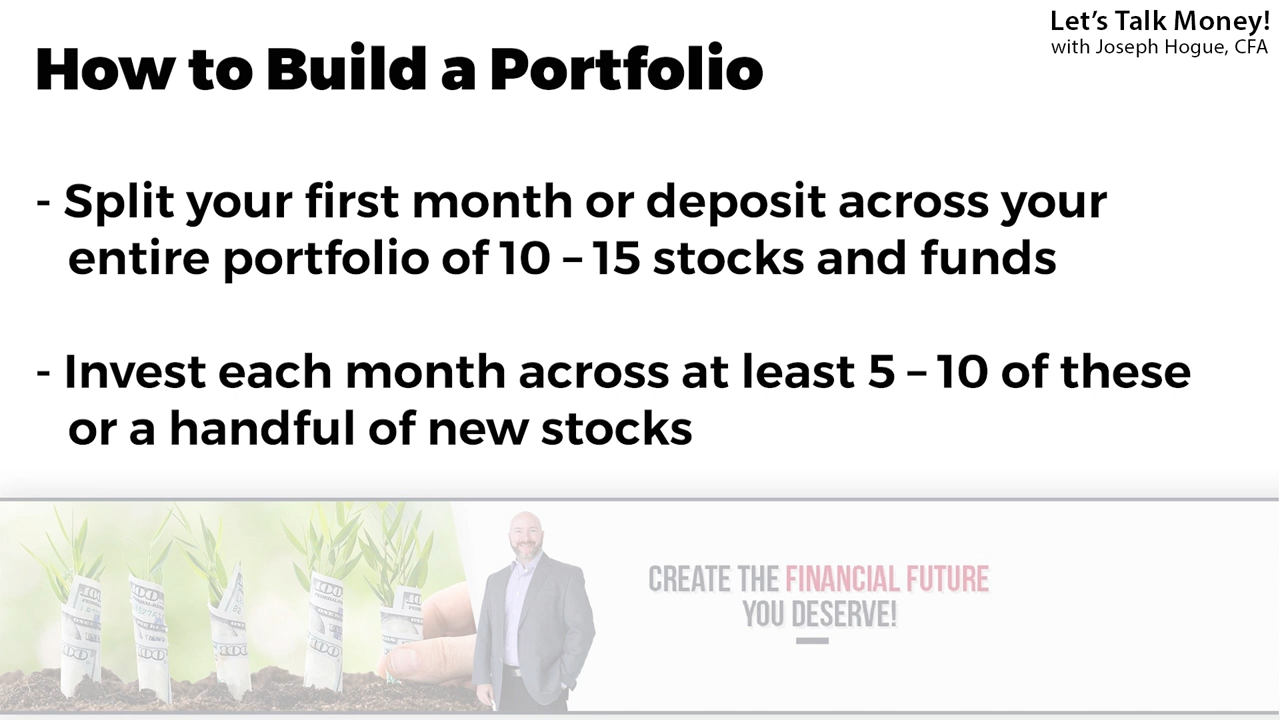 Let's Talk Money!
with Joseph Hogue, CFA
How to Build a Portfolio
- Split your first month or deposit across your
entire portfolio of 10 – 15 stocks and funds
- Invest each month across at least 5 – 10 of these
or a handful of new stocks
CREATE THE FINANCIAL FUTURE
YOU DESERVE!